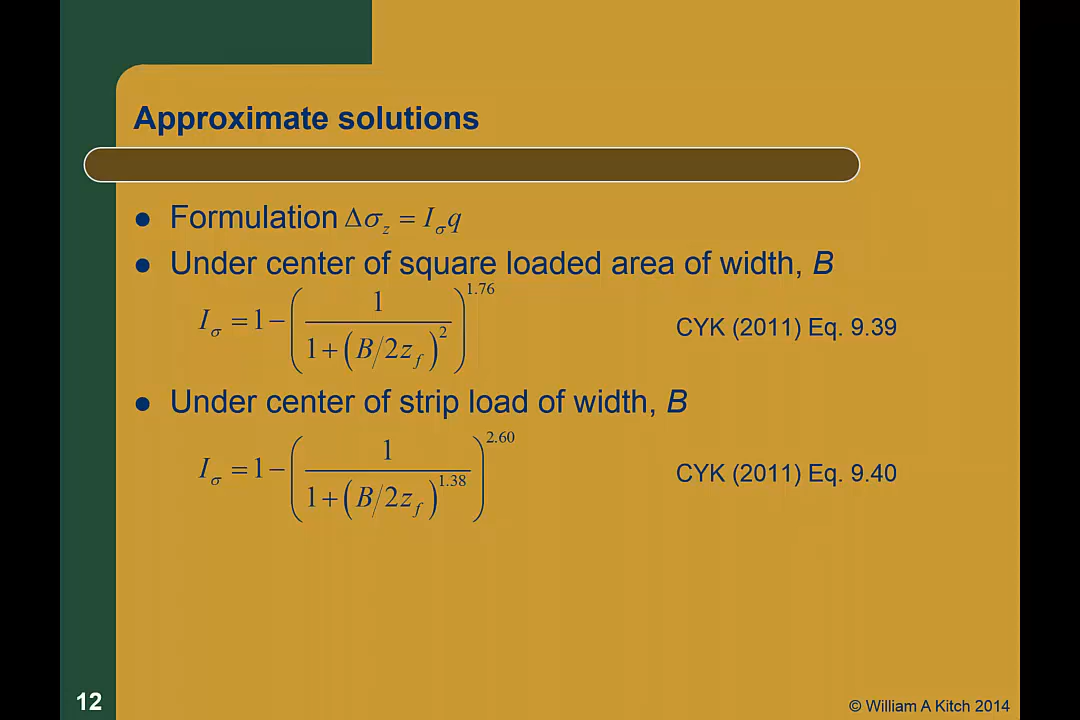 Approximate solutions
● Formulation Δσ_z = I_σ q
● Under center of square loaded area of width, B
I_σ = 1 − ( 1 / ( 1 + (B/2z_f)^2 ) )^1.76 CYK (2011) Eq. 9.39
● Under center of strip load of width, B
I_σ = 1 − ( 1 / ( 1 + (B/2z_f)^1.38 ) )^2.60 CYK (2011) Eq. 9.40
12 © William A Kitch 2014